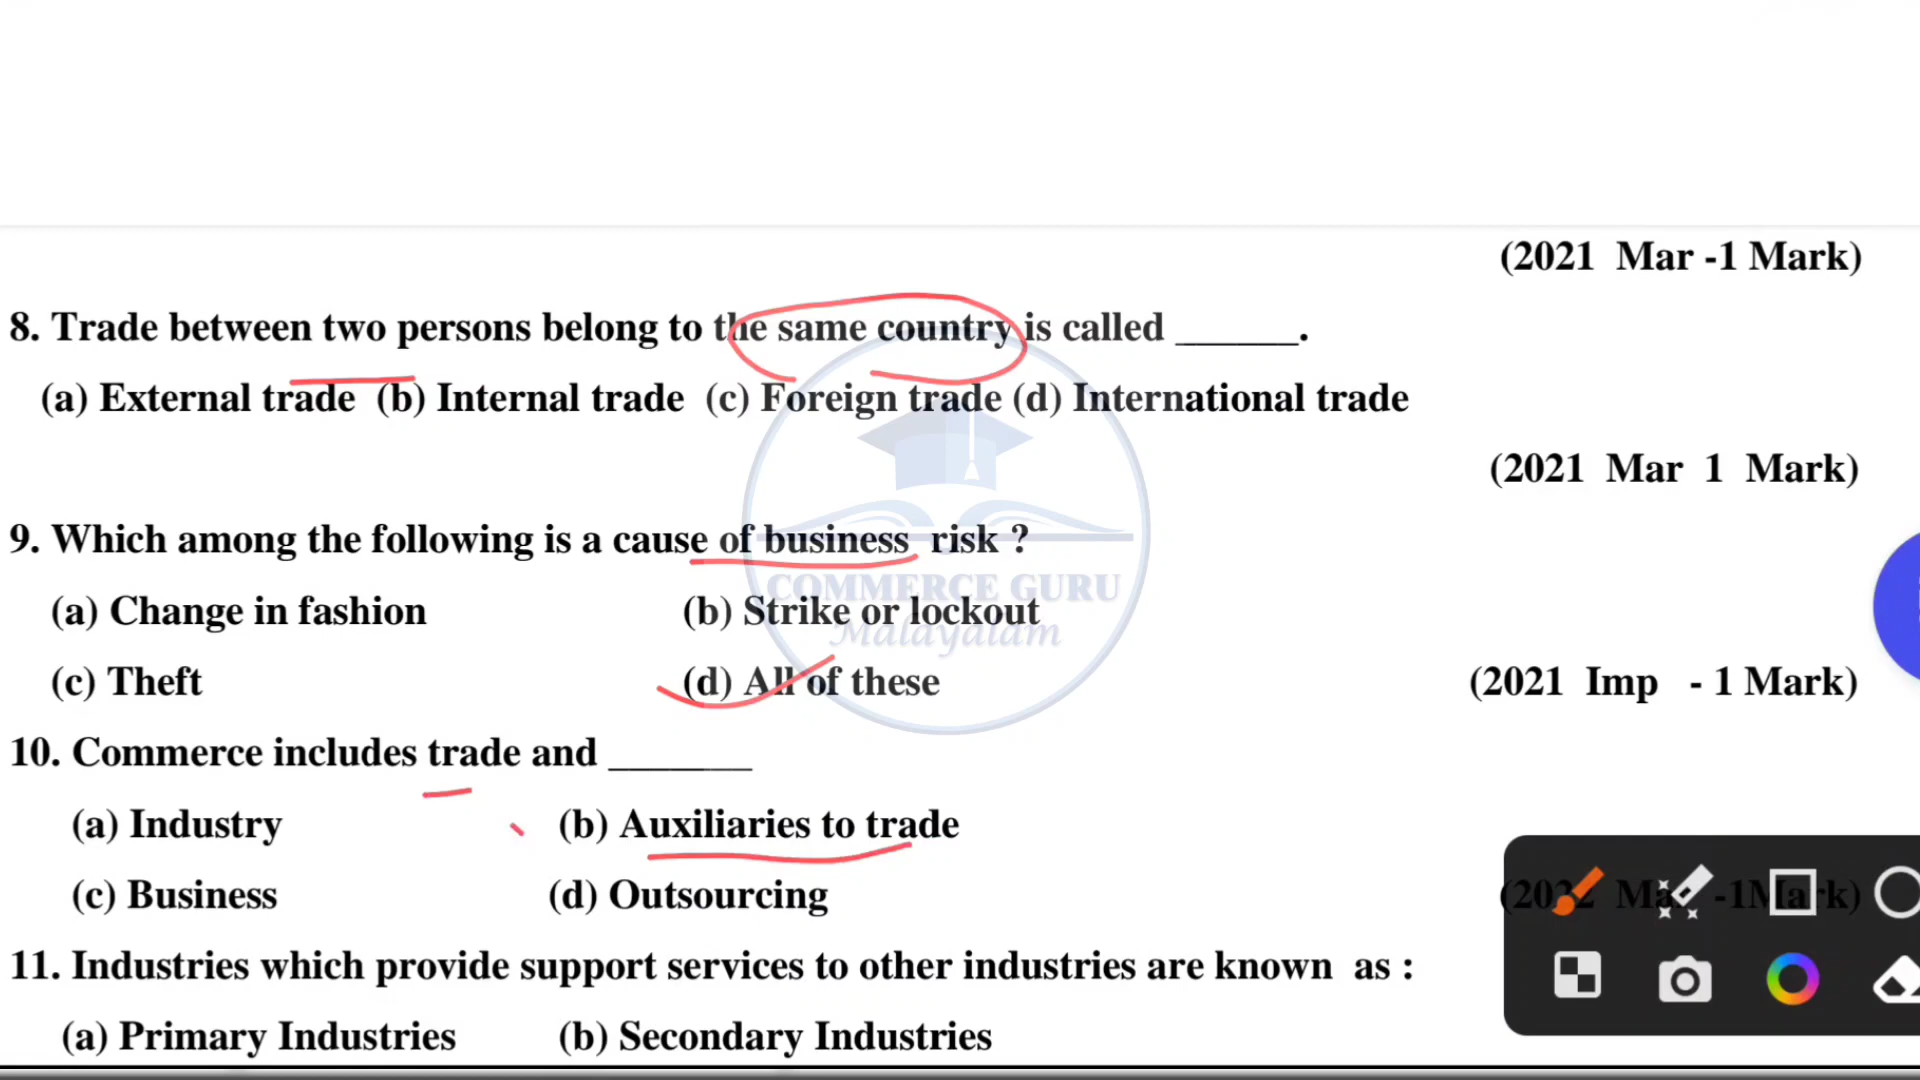 (2021 Mar -1 Mark)
8. Trade between two persons belong to the same country is called ______.
(a) External trade (b) Internal trade (c) Foreign trade (d) International trade
(2021 Mar 1 Mark)
9. Which among the following is a cause of business risk ?
COMMERCE GURU
(a) Change in fashion (b) Strike or lockout
Malayalam
(c) Theft (d) All of these (2021 Imp - 1 Mark)
10. Commerce includes trade and _______
(a) Industry (b) Auxiliaries to trade
(c) Business (d) Outsourcing -1Mark)
11. Industries which provide support services to other industries are known as :
(a) Primary Industries (b) Secondary Industries